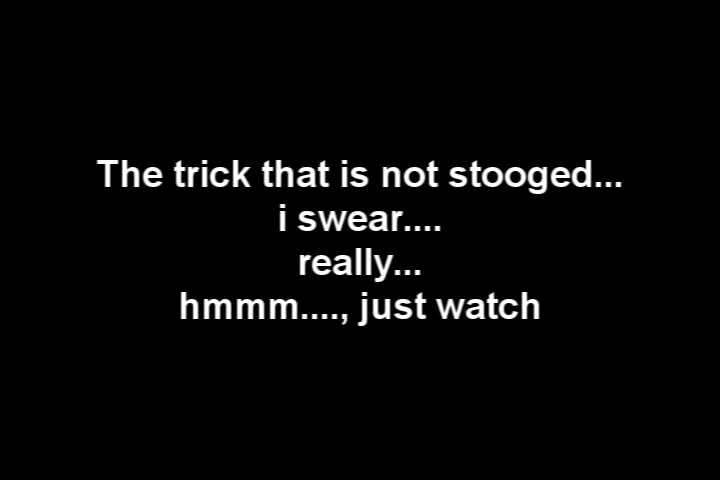 The trick that is not stooged...
i swear....
really...
hmmm...., just watch